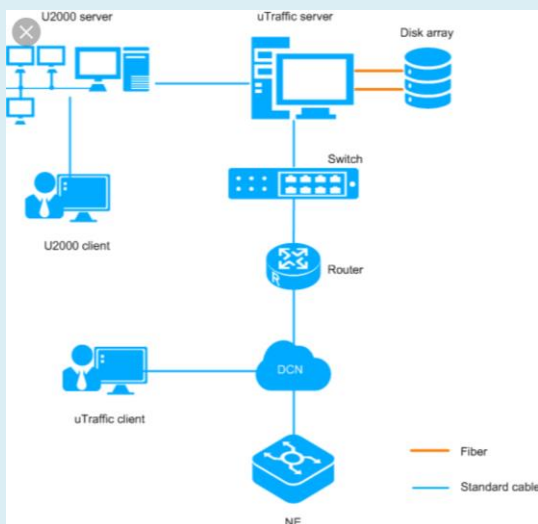 U2000 server
uTraffic server
Disk array
Switch
U2000 client
Router
R
DCN
uTraffic client
Fiber
Standard cable
NE